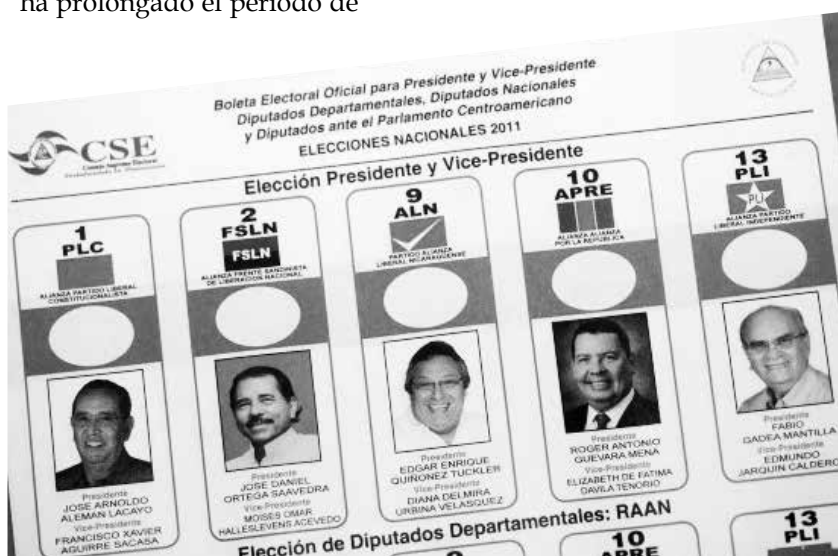 ha prolongado el período de
Boleta Electoral Oficial para Presidente y Vice-Presidente
Diputados Departamentales, Diputados Nacionales
y Diputados ante el Parlamento Centroamericano
ELECCIONES NACIONALES 2011
CSE
Consejo Supremo Electoral
Elección Presidente y Vice-Presidente
1
PLC
ALIANZA PARTIDO LIBERAL
CONSTITUCIONALISTA
Presidente
JOSE ARNOLDO
ALEMAN LACAYO
Vice-Presidente
FRANCISCO XAVIER
AGUIRRE SACASA
2
FSLN
FSLN
ALIANZA FRENTE SANDINISTA
DE LIBERACION NACIONAL
Presidente
JOSE DANIEL
ORTEGA SAAVEDRA
Vice-Presidente
MOISES OMAR
HALLESLEVENS ACEVEDO
9
ALN
PARTIDO ALIANZA
LIBERAL NICARAGÜENSE
Presidente
EDGAR ENRIQUE
QUIÑONEZ TUCKLER
Vice-Presidente
DIANA DELMIRA
URBINA VELASQUEZ
10
APRE
ALIANZA ALIANZA
POR LA REPUBLICA
Presidente
ROGER ANTONIO
GUEVARA MENA
Vice-Presidente
ELIZABETH DE FATIMA
DAVILA TENORIO
13
PLI
PLI
ALIANZA PARTIDO
LIBERAL INDEPENDIENTE
Presidente
FABIO
GADEA MANTILLA
Vice-Presidente
EDMUNDO
JARQUIN CALDERO
Elección de Diputados Departamentales: RAAN
9
10
APRE
13
PLI